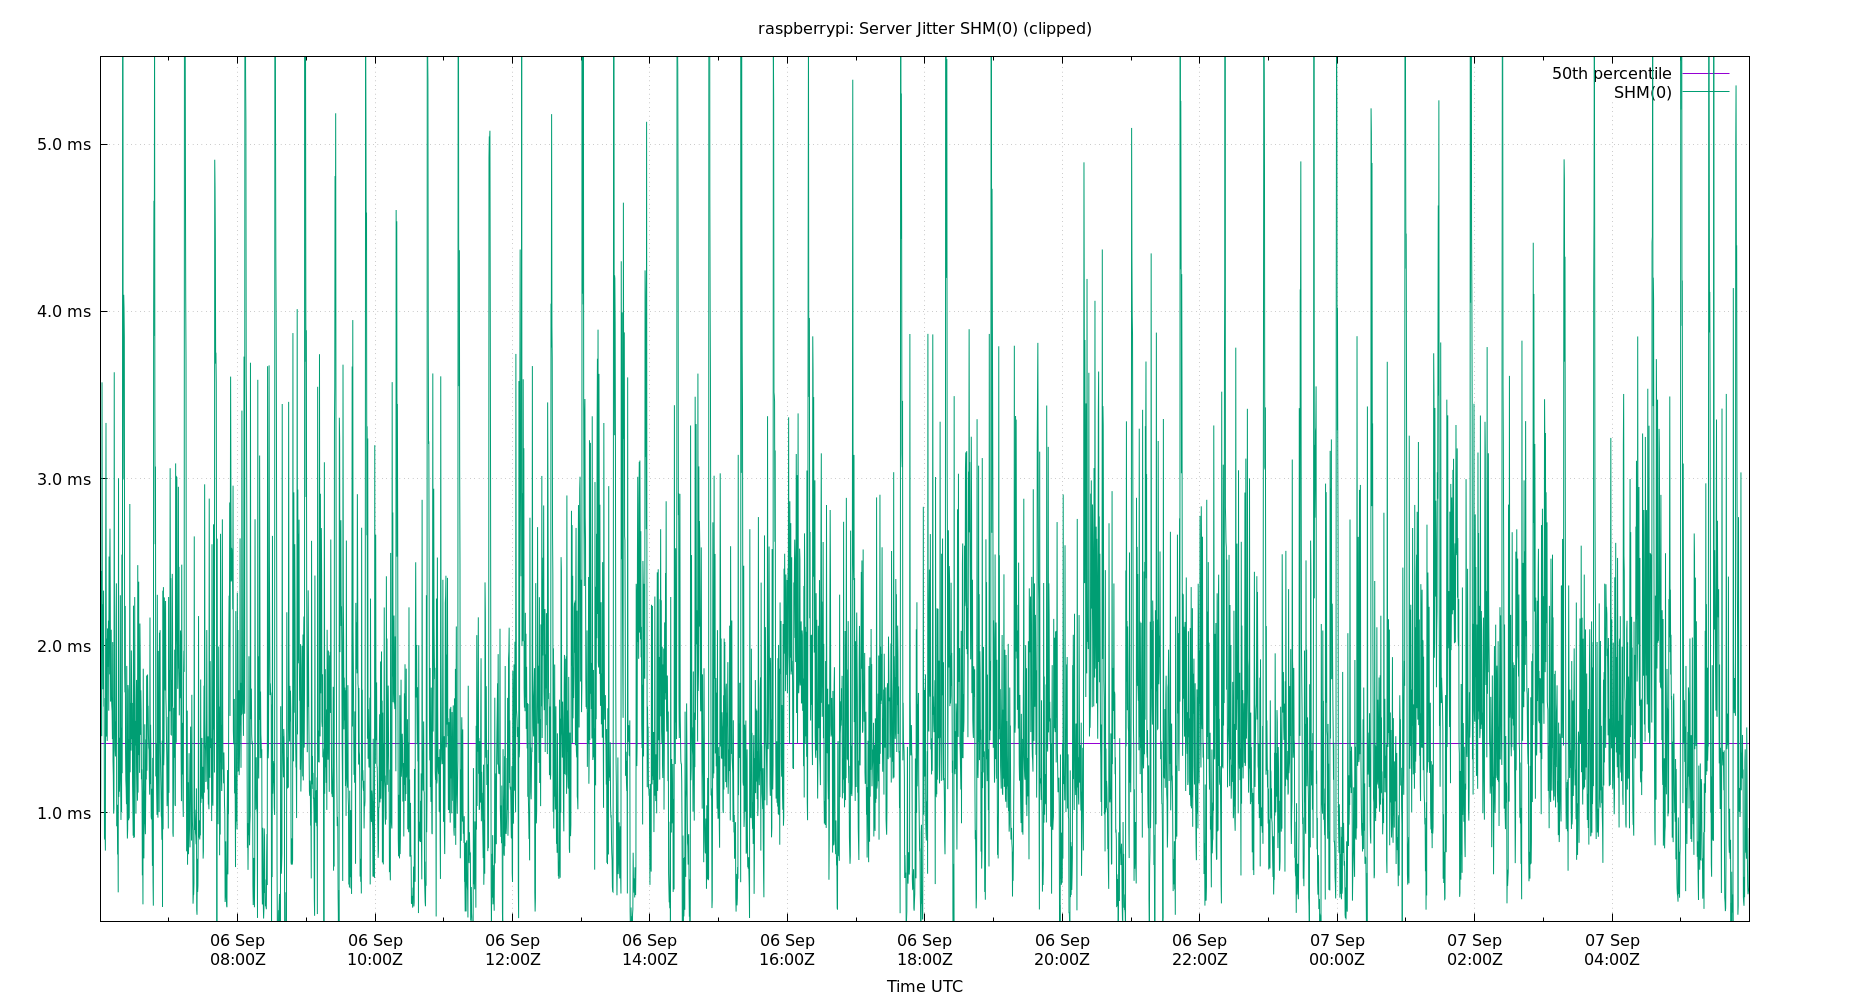 raspberrypi: Server Jitter SHM(0) (clipped)
50th percentile
SHM(0)
5.0 ms
4.0 ms
3.0 ms
2.0 ms
1.0 ms
06 Sep 06 Sep 06 Sep 06 Sep 06 Sep 06 Sep 06 Sep 06 Sep 07 Sep 07 Sep 07 Sep
08:00Z 10:00Z 12:00Z 14:00Z 16:00Z 18:00Z 20:00Z 22:00Z 00:00Z 02:00Z 04:00Z
Time UTC